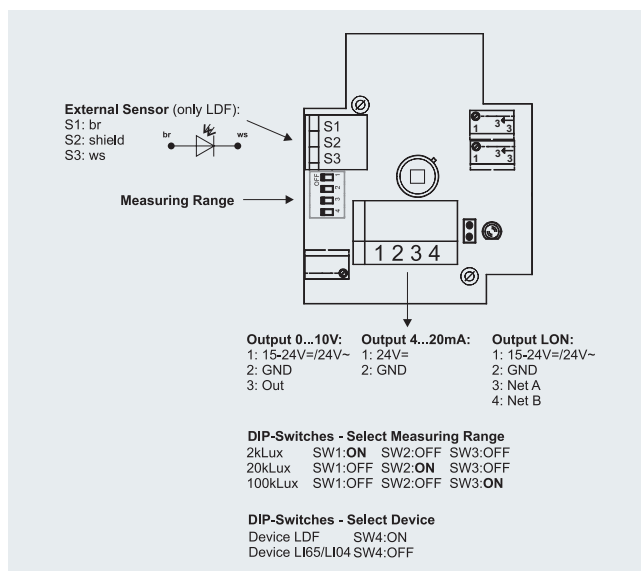 External Sensor (only LDF):
S1: br
S2: shield
S3: ws
br
ws
S1
S2
S3
OFF
1
2
3
4
Measuring Range
1 3 3
1 3 3
1 2 3 4
Output 0...10V:
1: 15-24V=/24V~
2: GND
3: Out
Output 4...20mA:
1: 24V=
2: GND
Output LON:
1: 15-24V=/24V~
2: GND
3: Net A
4: Net B
DIP-Switches - Select Measuring Range
2kLux SW1:ON SW2:OFF SW3:OFF
20kLux SW1:OFF SW2:ON SW3:OFF
100kLux SW1:OFF SW2:OFF SW3:ON
DIP-Switches - Select Device
Device LDF SW4:ON
Device LI65/LI04 SW4:OFF